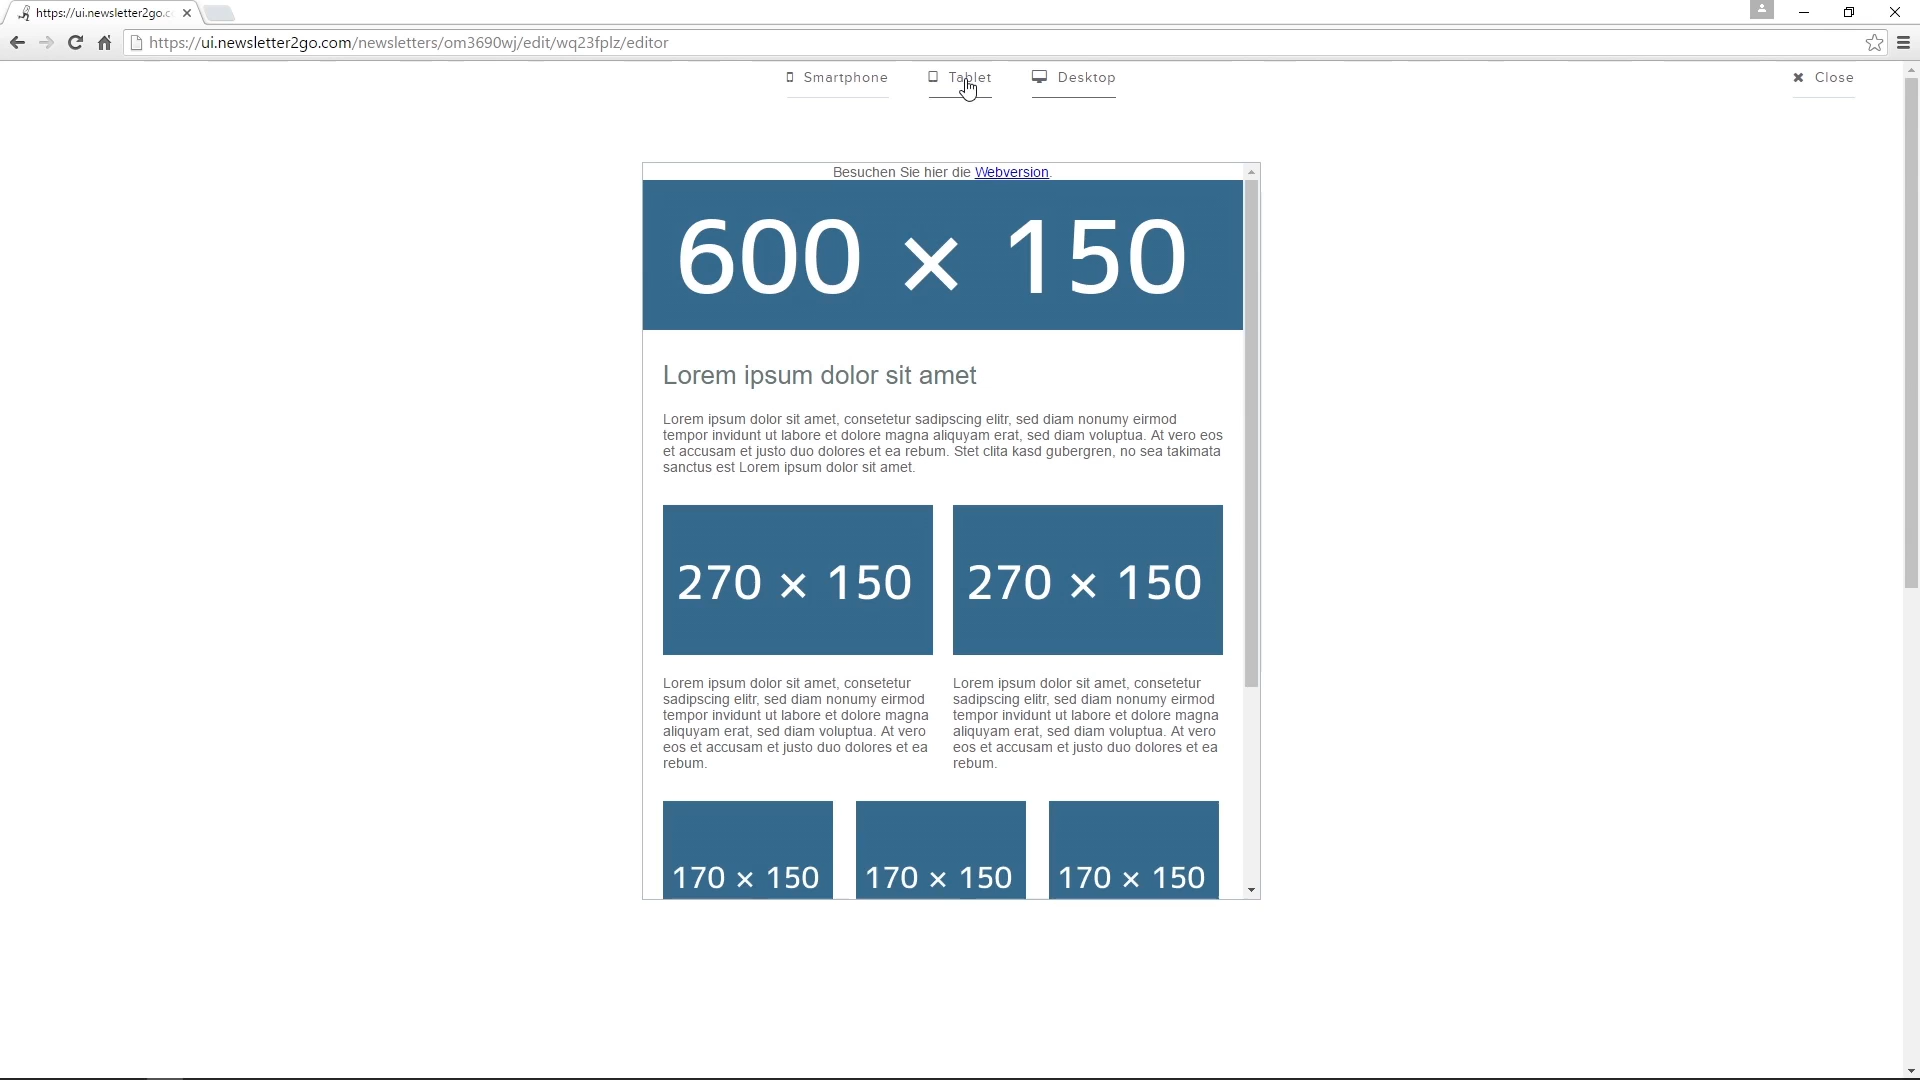 https://ui.newsletter2go.c
https://ui.newsletter2go.com/newsletters/om3690wj/edit/wq23fplz/editor
Smartphone Tablet Desktop Close
Besuchen Sie hier die Webversion.
600 × 150
Lorem ipsum dolor sit amet
Lorem ipsum dolor sit amet, consetetur sadipscing elitr, sed diam nonumy eirmod
tempor invidunt ut labore et dolore magna aliquyam erat, sed diam voluptua. At vero eos
et accusam et justo duo dolores et ea rebum. Stet clita kasd gubergren, no sea takimata
sanctus est Lorem ipsum dolor sit amet.
270 × 150
270 × 150
Lorem ipsum dolor sit amet, consetetur
sadipscing elitr, sed diam nonumy eirmod
tempor invidunt ut labore et dolore magna
aliquyam erat, sed diam voluptua. At vero
eos et accusam et justo duo dolores et ea
rebum.
Lorem ipsum dolor sit amet, consetetur
sadipscing elitr, sed diam nonumy eirmod
tempor invidunt ut labore et dolore magna
aliquyam erat, sed diam voluptua. At vero
eos et accusam et justo duo dolores et ea
rebum.
170 × 150
170 × 150
170 × 150